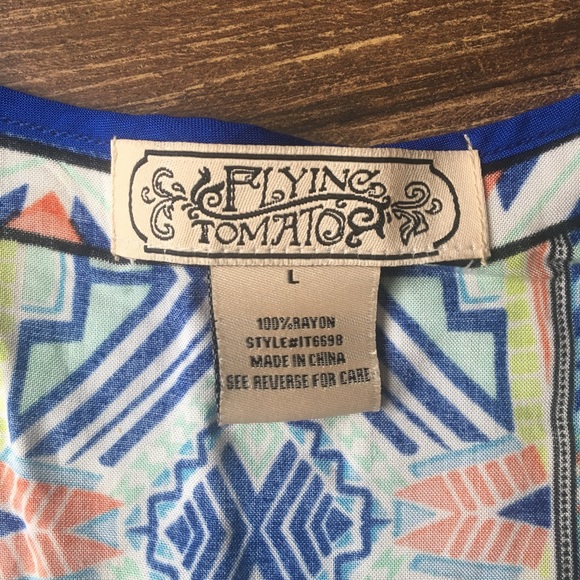 FLYING
TOMATO
L
100%RAYON
STYLE#IT6698
MADE IN CHINA
SEE REVERSE FOR CARE